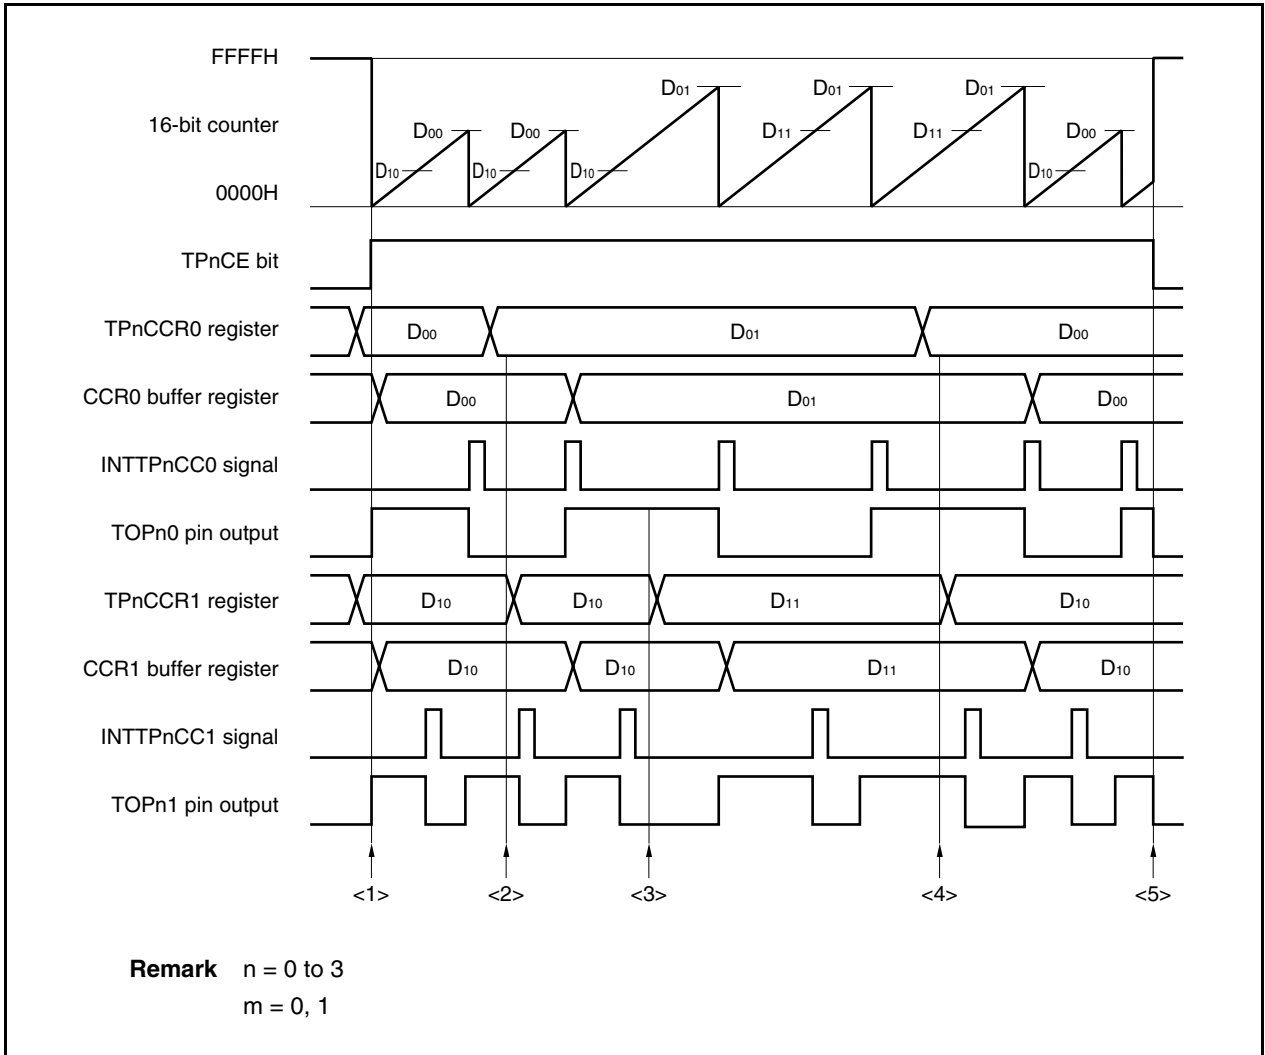 FFFFH
16-bit counter
0000H
D00
D10
D00
D10
D01
D10
D01
D11
D01
D11
D00
D10
TPnCE bit
TPnCCR0 register
D00
D01
D00
CCR0 buffer register
D00
D01
D00
INTTPnCC0 signal
TOPn0 pin output
TPnCCR1 register
D10
D10
D11
D10
CCR1 buffer register
D10
D10
D11
D10
INTTPnCC1 signal
TOPn1 pin output
<1> <2> <3> <4> <5>
Remark n = 0 to 3
m = 0, 1